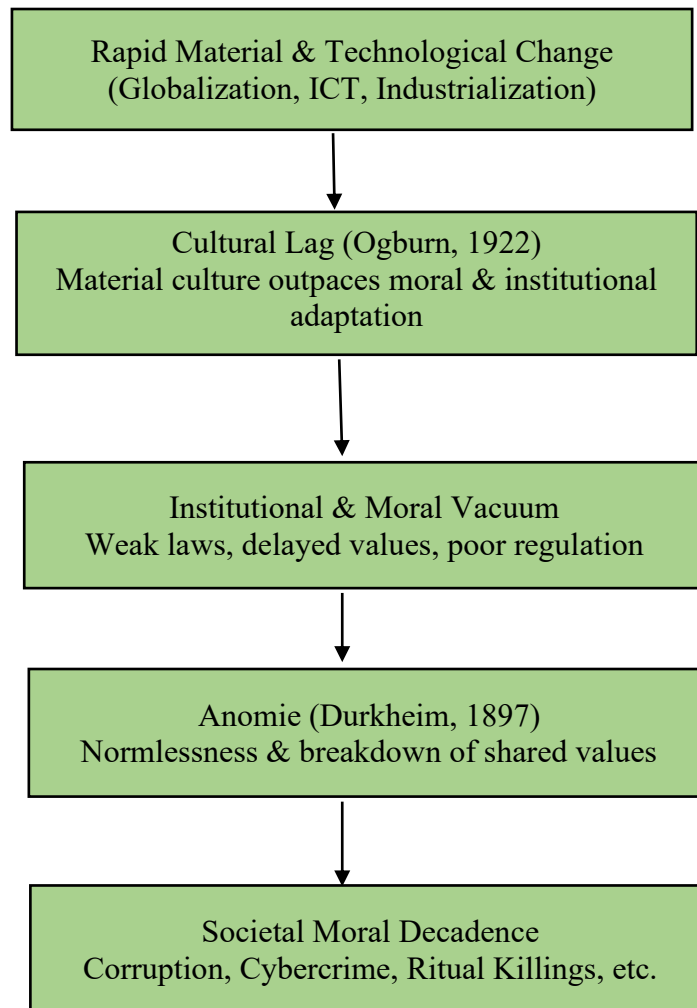 Rapid Material & Technological Change
(Globalization, ICT, Industrialization)
Cultural Lag (Ogburn, 1922)
Material culture outpaces moral & institutional
adaptation
Institutional & Moral Vacuum
Weak laws, delayed values, poor regulation
Anomie (Durkheim, 1897)
Normlessness & breakdown of shared values
Societal Moral Decadence
Corruption, Cybercrime, Ritual Killings, etc.